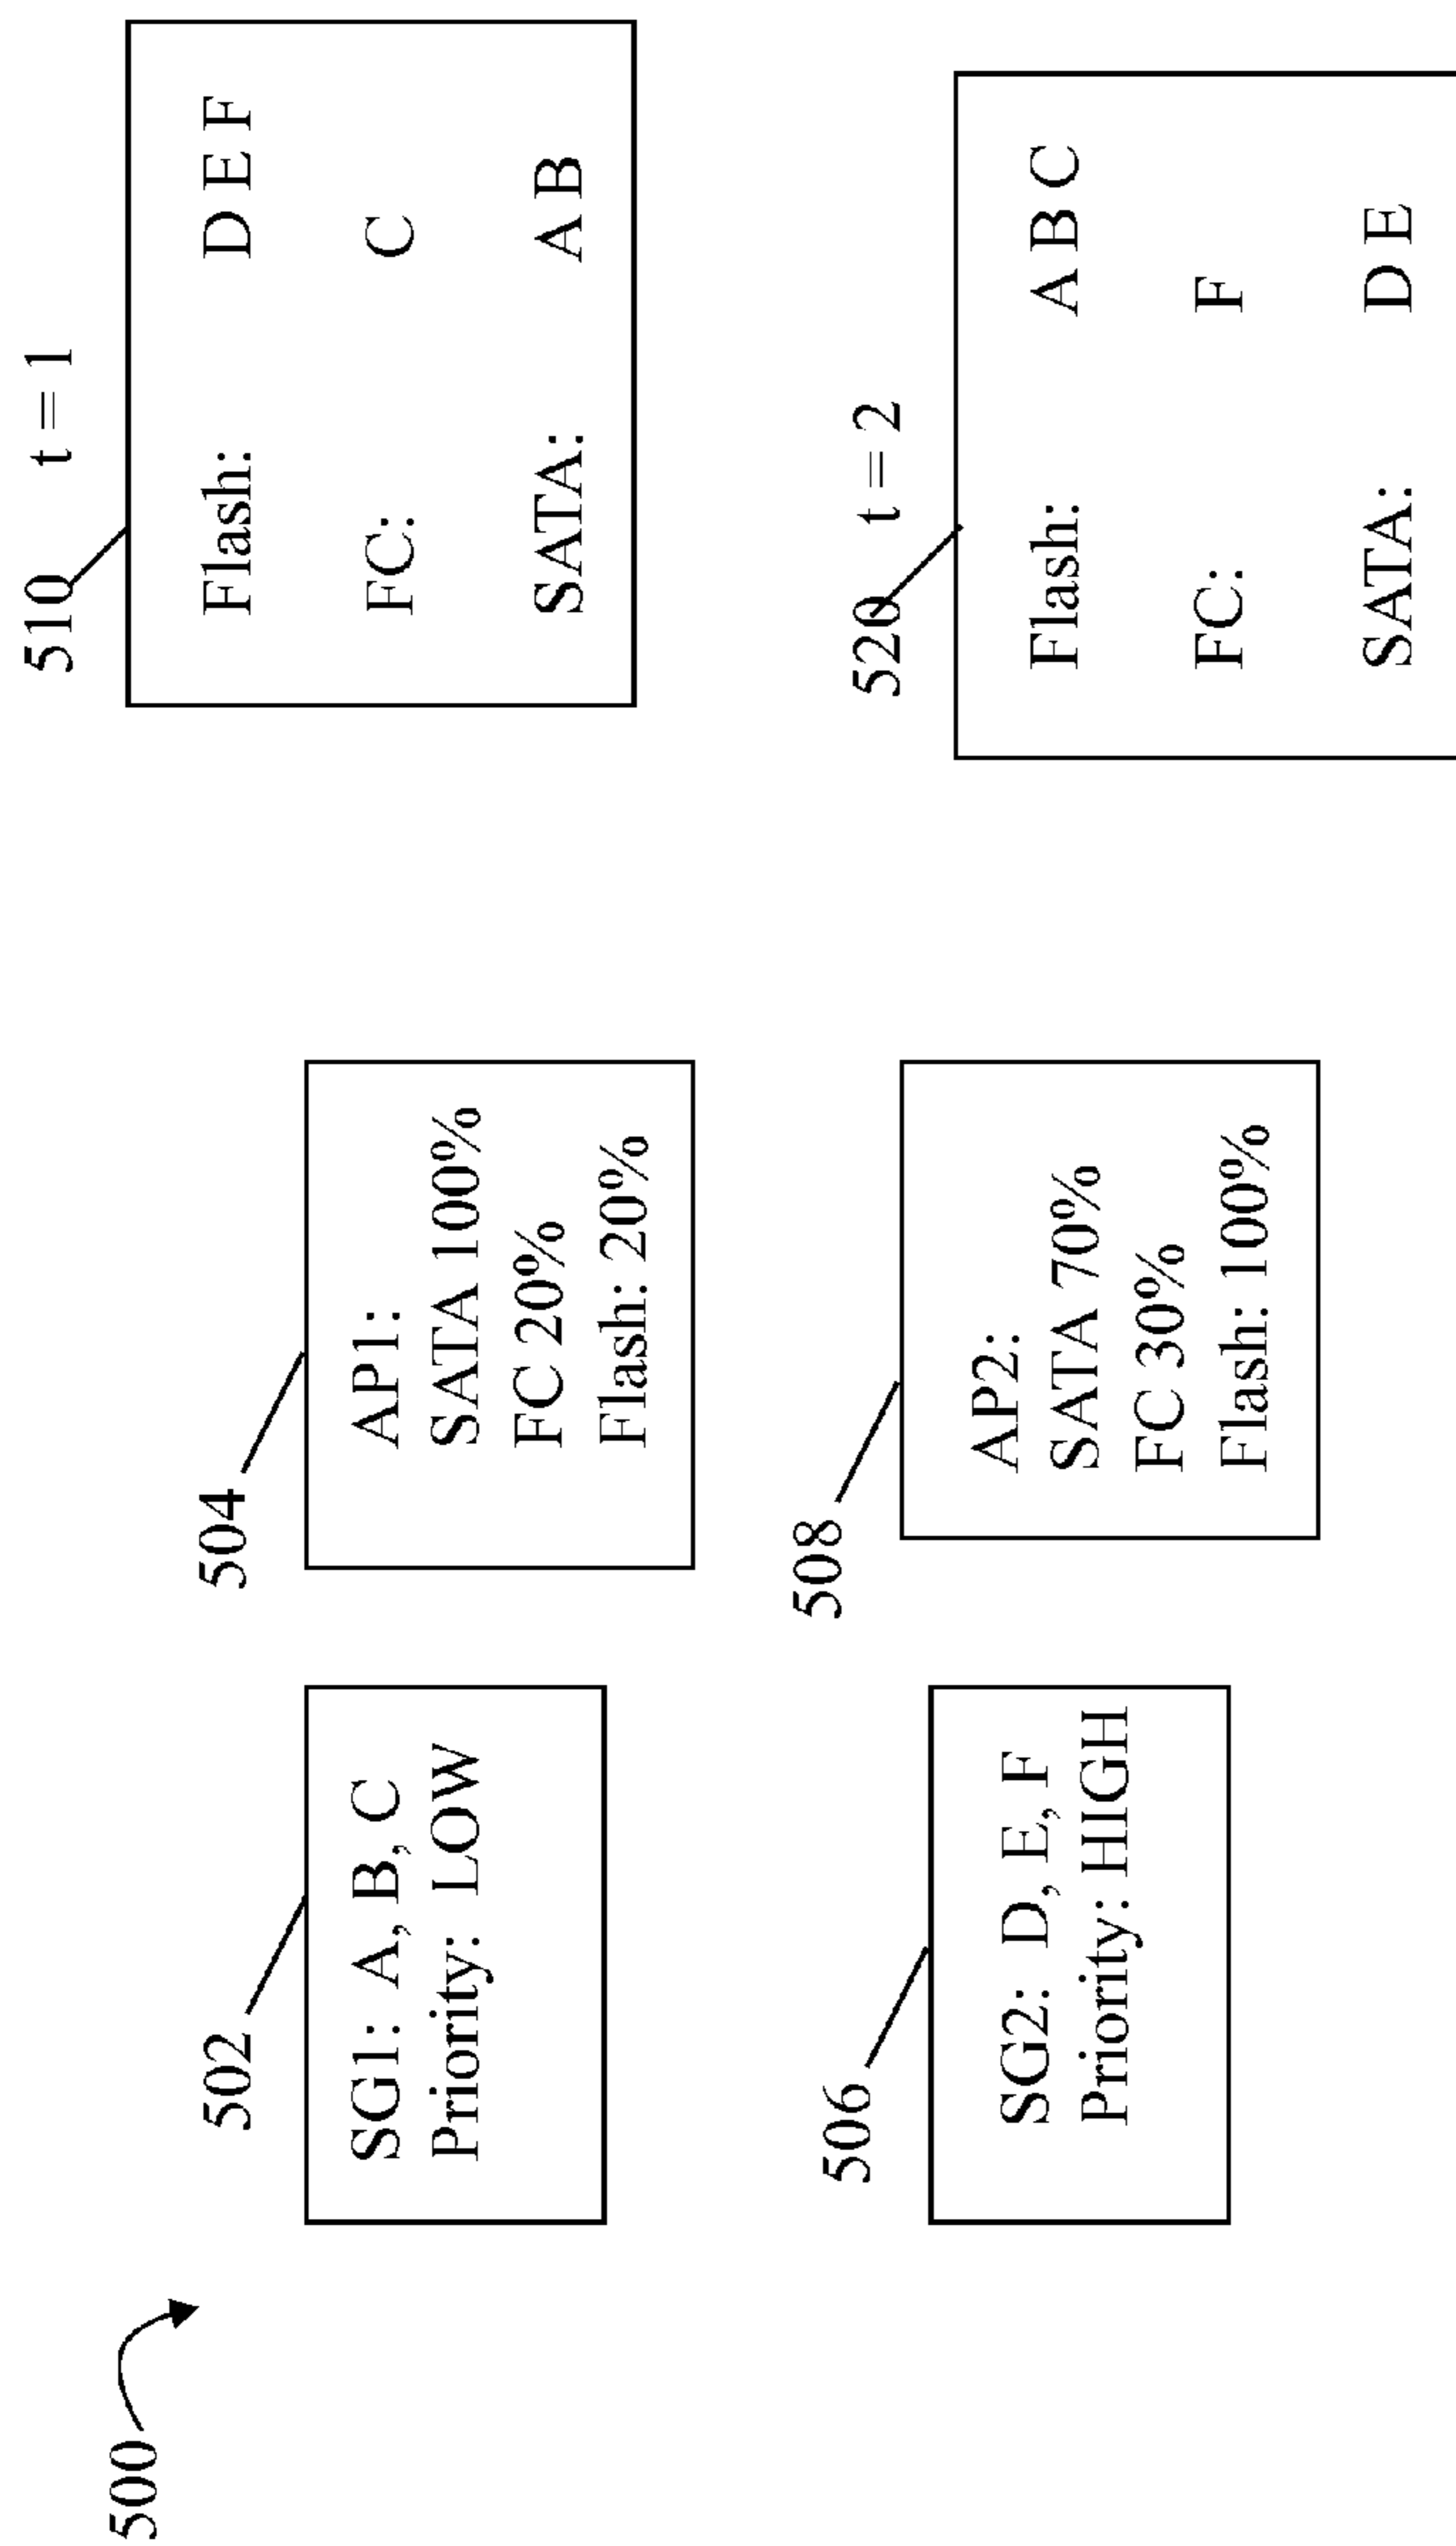 500
502
SG1: A, B, C
Priority: LOW
504
AP1:
SATA 100%
FC 20%
Flash: 20%
510
t = 1
Flash: D E F
FC: C
SATA: A B
506
SG2: D, E, F
Priority: HIGH
508
AP2:
SATA 70%
FC 30%
Flash: 100%
520
t = 2
Flash: A B C
FC: F
SATA: D E